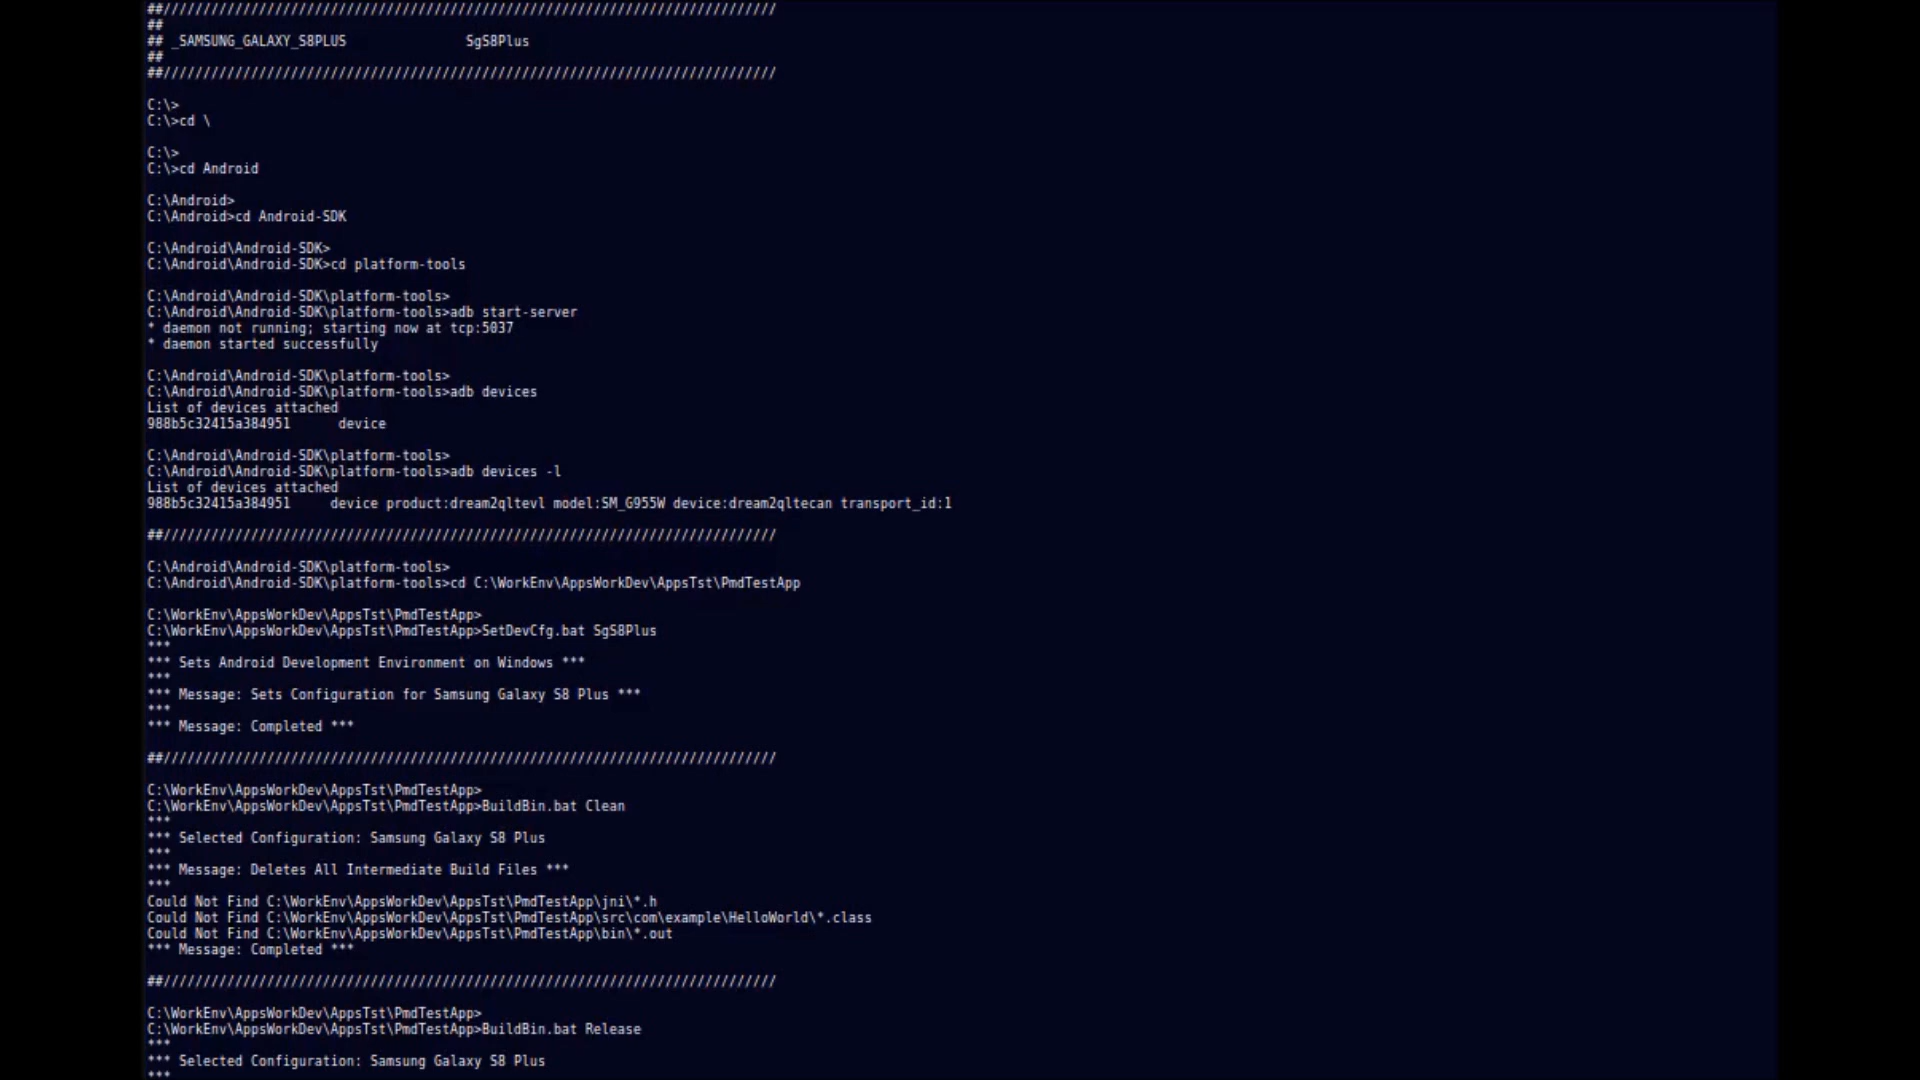 ##/////////////////////////////////////////////////////////////////////////////
##
## _SAMSUNG_GALAXY_S8PLUS               SgS8Plus
##
##/////////////////////////////////////////////////////////////////////////////
C:\>
C:\>cd \
C:\>
C:\>cd Android
C:\Android>
C:\Android>cd Android-SDK
C:\Android\Android-SDK>
C:\Android\Android-SDK>cd platform-tools
C:\Android\Android-SDK\platform-tools>
C:\Android\Android-SDK\platform-tools>adb start-server
* daemon not running; starting now at tcp:5037
* daemon started successfully
C:\Android\Android-SDK\platform-tools>
C:\Android\Android-SDK\platform-tools>adb devices
List of devices attached
988b5c32415a384951      device
C:\Android\Android-SDK\platform-tools>
C:\Android\Android-SDK\platform-tools>adb devices -l
List of devices attached
988b5c32415a384951     device product:dream2qltevl model:SM_G955W device:dream2qltecan transport_id:1
##/////////////////////////////////////////////////////////////////////////////
C:\Android\Android-SDK\platform-tools>
C:\Android\Android-SDK\platform-tools>cd C:\WorkEnv\AppsWorkDev\AppsTst\PmdTestApp
C:\WorkEnv\AppsWorkDev\AppsTst\PmdTestApp>
C:\WorkEnv\AppsWorkDev\AppsTst\PmdTestApp>SetDevCfg.bat SgS8Plus
***
*** Sets Android Development Environment on Windows ***
***
*** Message: Sets Configuration for Samsung Galaxy S8 Plus ***
***
*** Message: Completed ***
##/////////////////////////////////////////////////////////////////////////////
C:\WorkEnv\AppsWorkDev\AppsTst\PmdTestApp>
C:\WorkEnv\AppsWorkDev\AppsTst\PmdTestApp>BuildBin.bat Clean
***
*** Selected Configuration: Samsung Galaxy S8 Plus
***
*** Message: Deletes All Intermediate Build Files ***
***
Could Not Find C:\WorkEnv\AppsWorkDev\AppsTst\PmdTestApp\jni\*.h
Could Not Find C:\WorkEnv\AppsWorkDev\AppsTst\PmdTestApp\src\com\example\HelloWorld\*.class
Could Not Find C:\WorkEnv\AppsWorkDev\AppsTst\PmdTestApp\bin\*.out
*** Message: Completed ***
##/////////////////////////////////////////////////////////////////////////////
C:\WorkEnv\AppsWorkDev\AppsTst\PmdTestApp>
C:\WorkEnv\AppsWorkDev\AppsTst\PmdTestApp>BuildBin.bat Release
***
*** Selected Configuration: Samsung Galaxy S8 Plus
***